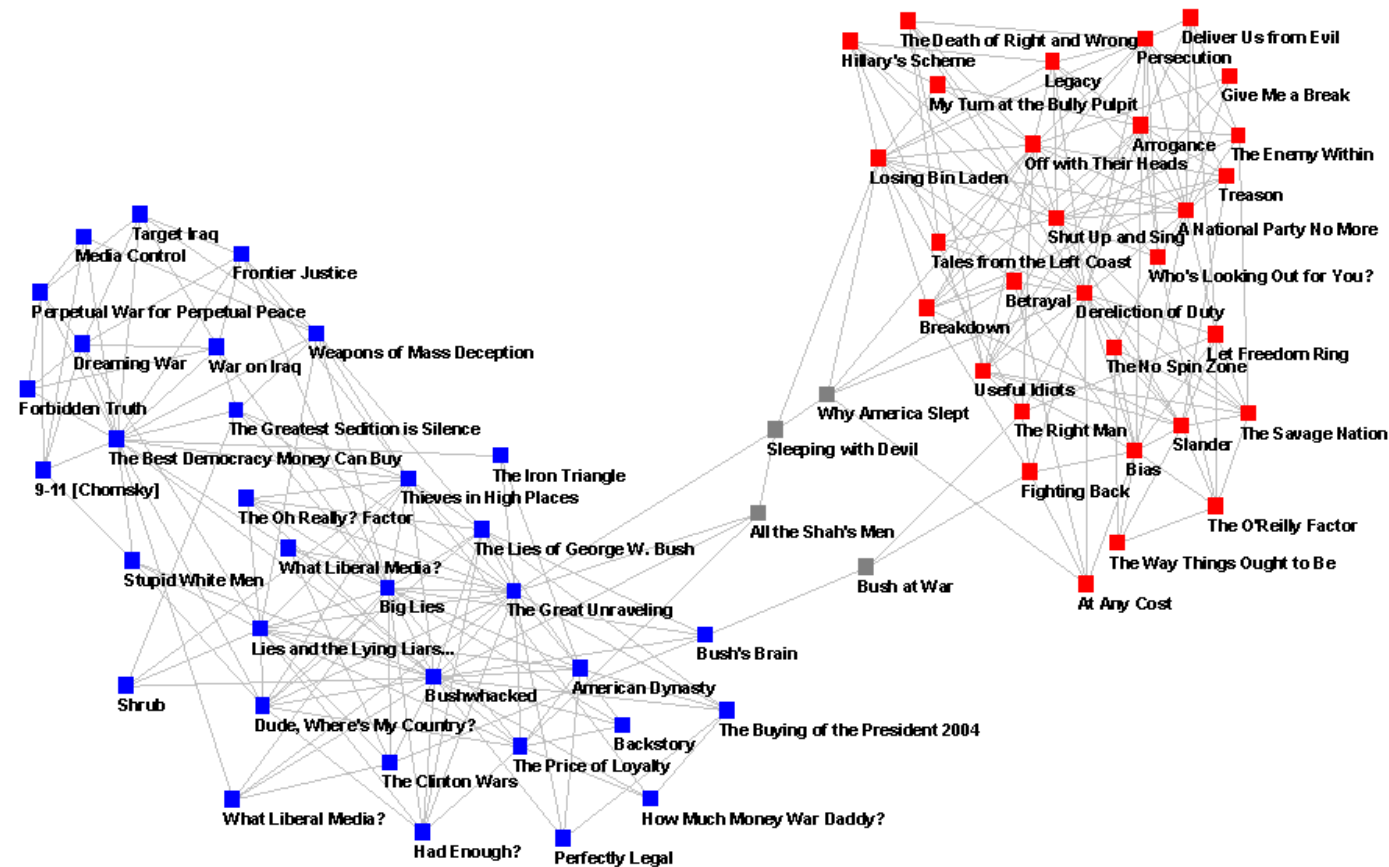 The Death of Right and Wrong
Deliver Us from Evil
Hillary's Scheme
Persecution
Legacy
Give Me a Break
My Turn at the Bully Pulpit
Arrogance
The Enemy Within
Off with Their Heads
Losing Bin Laden
Treason
A National Party No More
Shut Up and Sing
Target Iraq
Media Control
Tales from the Left Coast
Frontier Justice
Who's Looking Out for You?
Betrayal
Dereliction of Duty
Perpetual War for Perpetual Peace
Breakdown
Weapons of Mass Deception
Let Freedom Ring
Dreaming War
War on Iraq
The No Spin Zone
Useful Idiots
Forbidden Truth
Why America Slept
The Greatest Sedition is Silence
The Right Man
The Savage Nation
Slander
Sleeping with Devil
The Best Democracy Money Can Buy
Bias
The Iron Triangle
9-11 [Chomsky]
Fighting Back
Thieves in High Places
The Oh Really? Factor
The O'Reilly Factor
All the Shah's Men
The Lies of George W. Bush
The Way Things Ought to Be
What Liberal Media?
Stupid White Men
Bush at War
At Any Cost
Big Lies
The Great Unraveling
Lies and the Lying Liars...
Bush's Brain
American Dynasty
Bushwhacked
Shrub
Dude, Where's My Country?
The Buying of the President 2004
Backstory
The Price of Loyalty
The Clinton Wars
What Liberal Media?
How Much Money War Daddy?
Had Enough?
Perfectly Legal